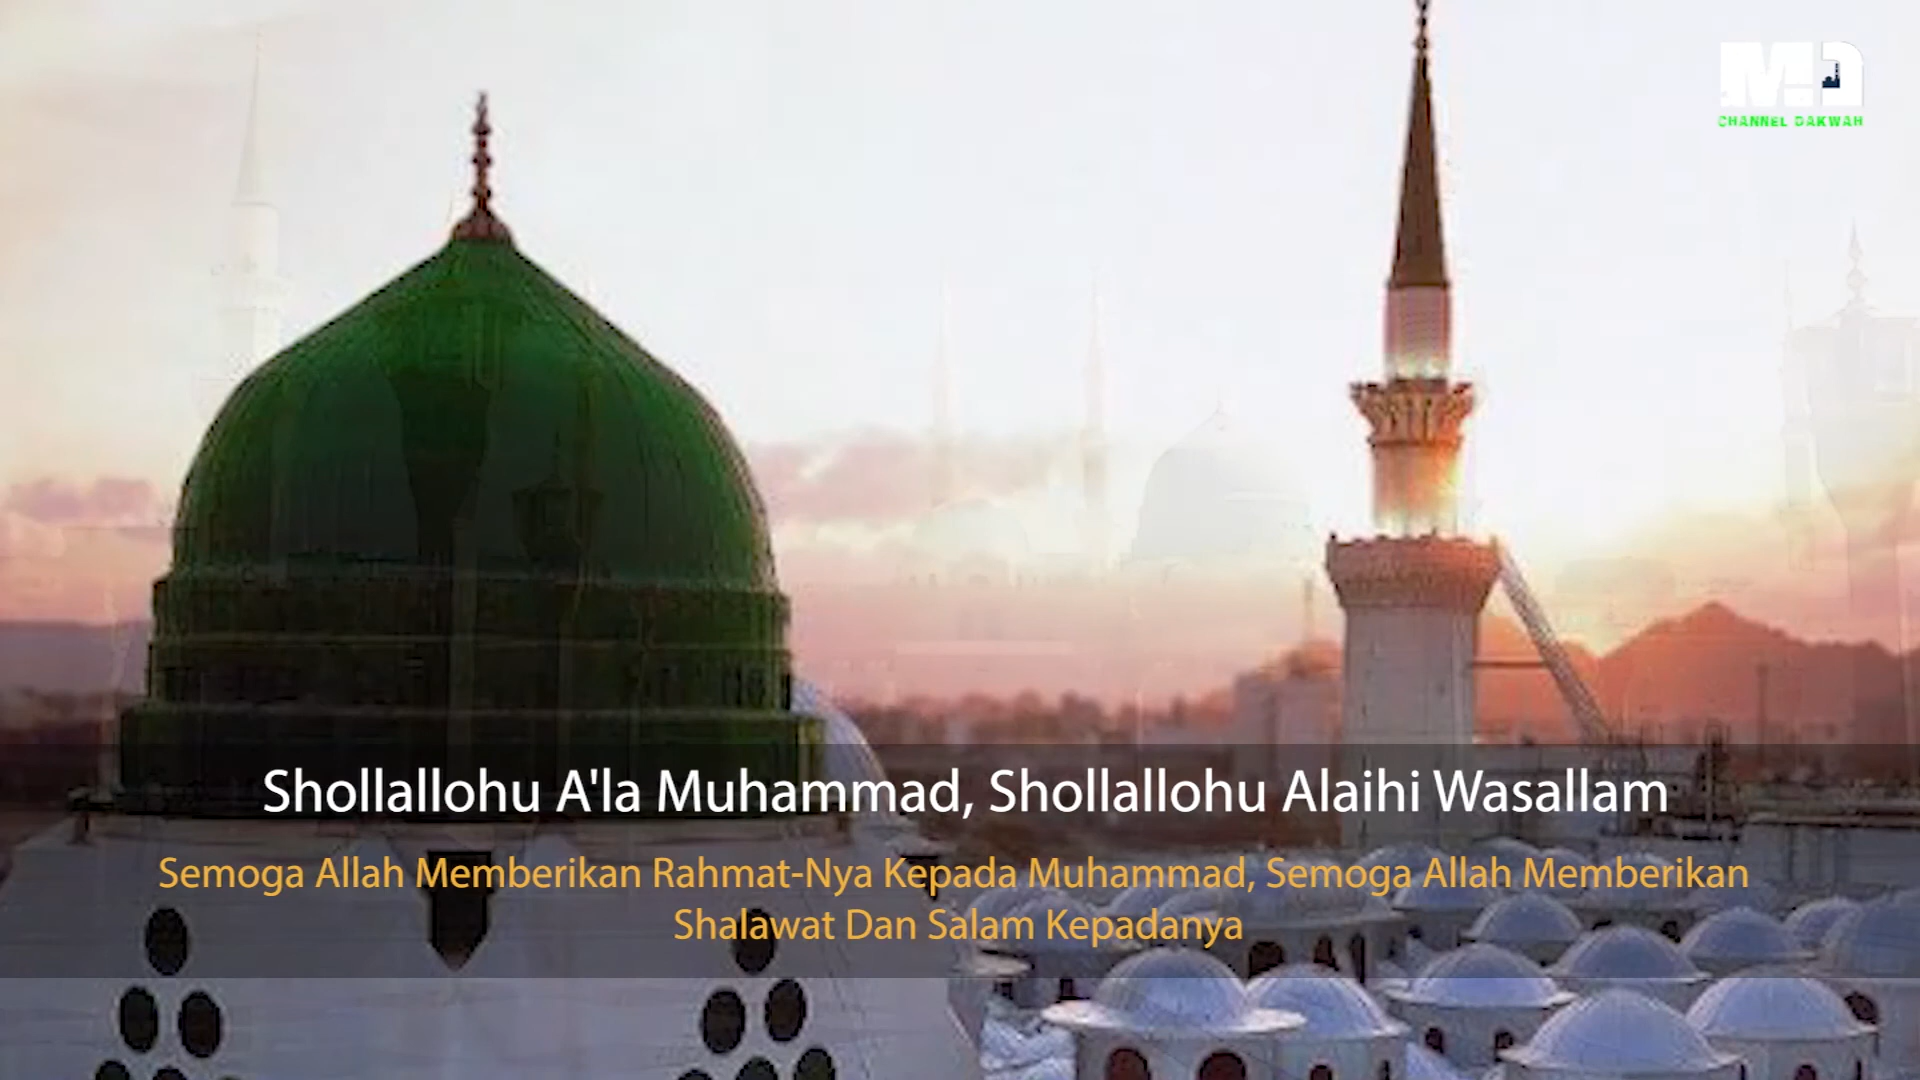 MD
CHANNEL DAKWAH
Shollallohu A'la Muhammad, Shollallohu Alaihi Wasallam
Semoga Allah Memberikan Rahmat-Nya Kepada Muhammad, Semoga Allah Memberikan
Shalawat Dan Salam Kepadanya